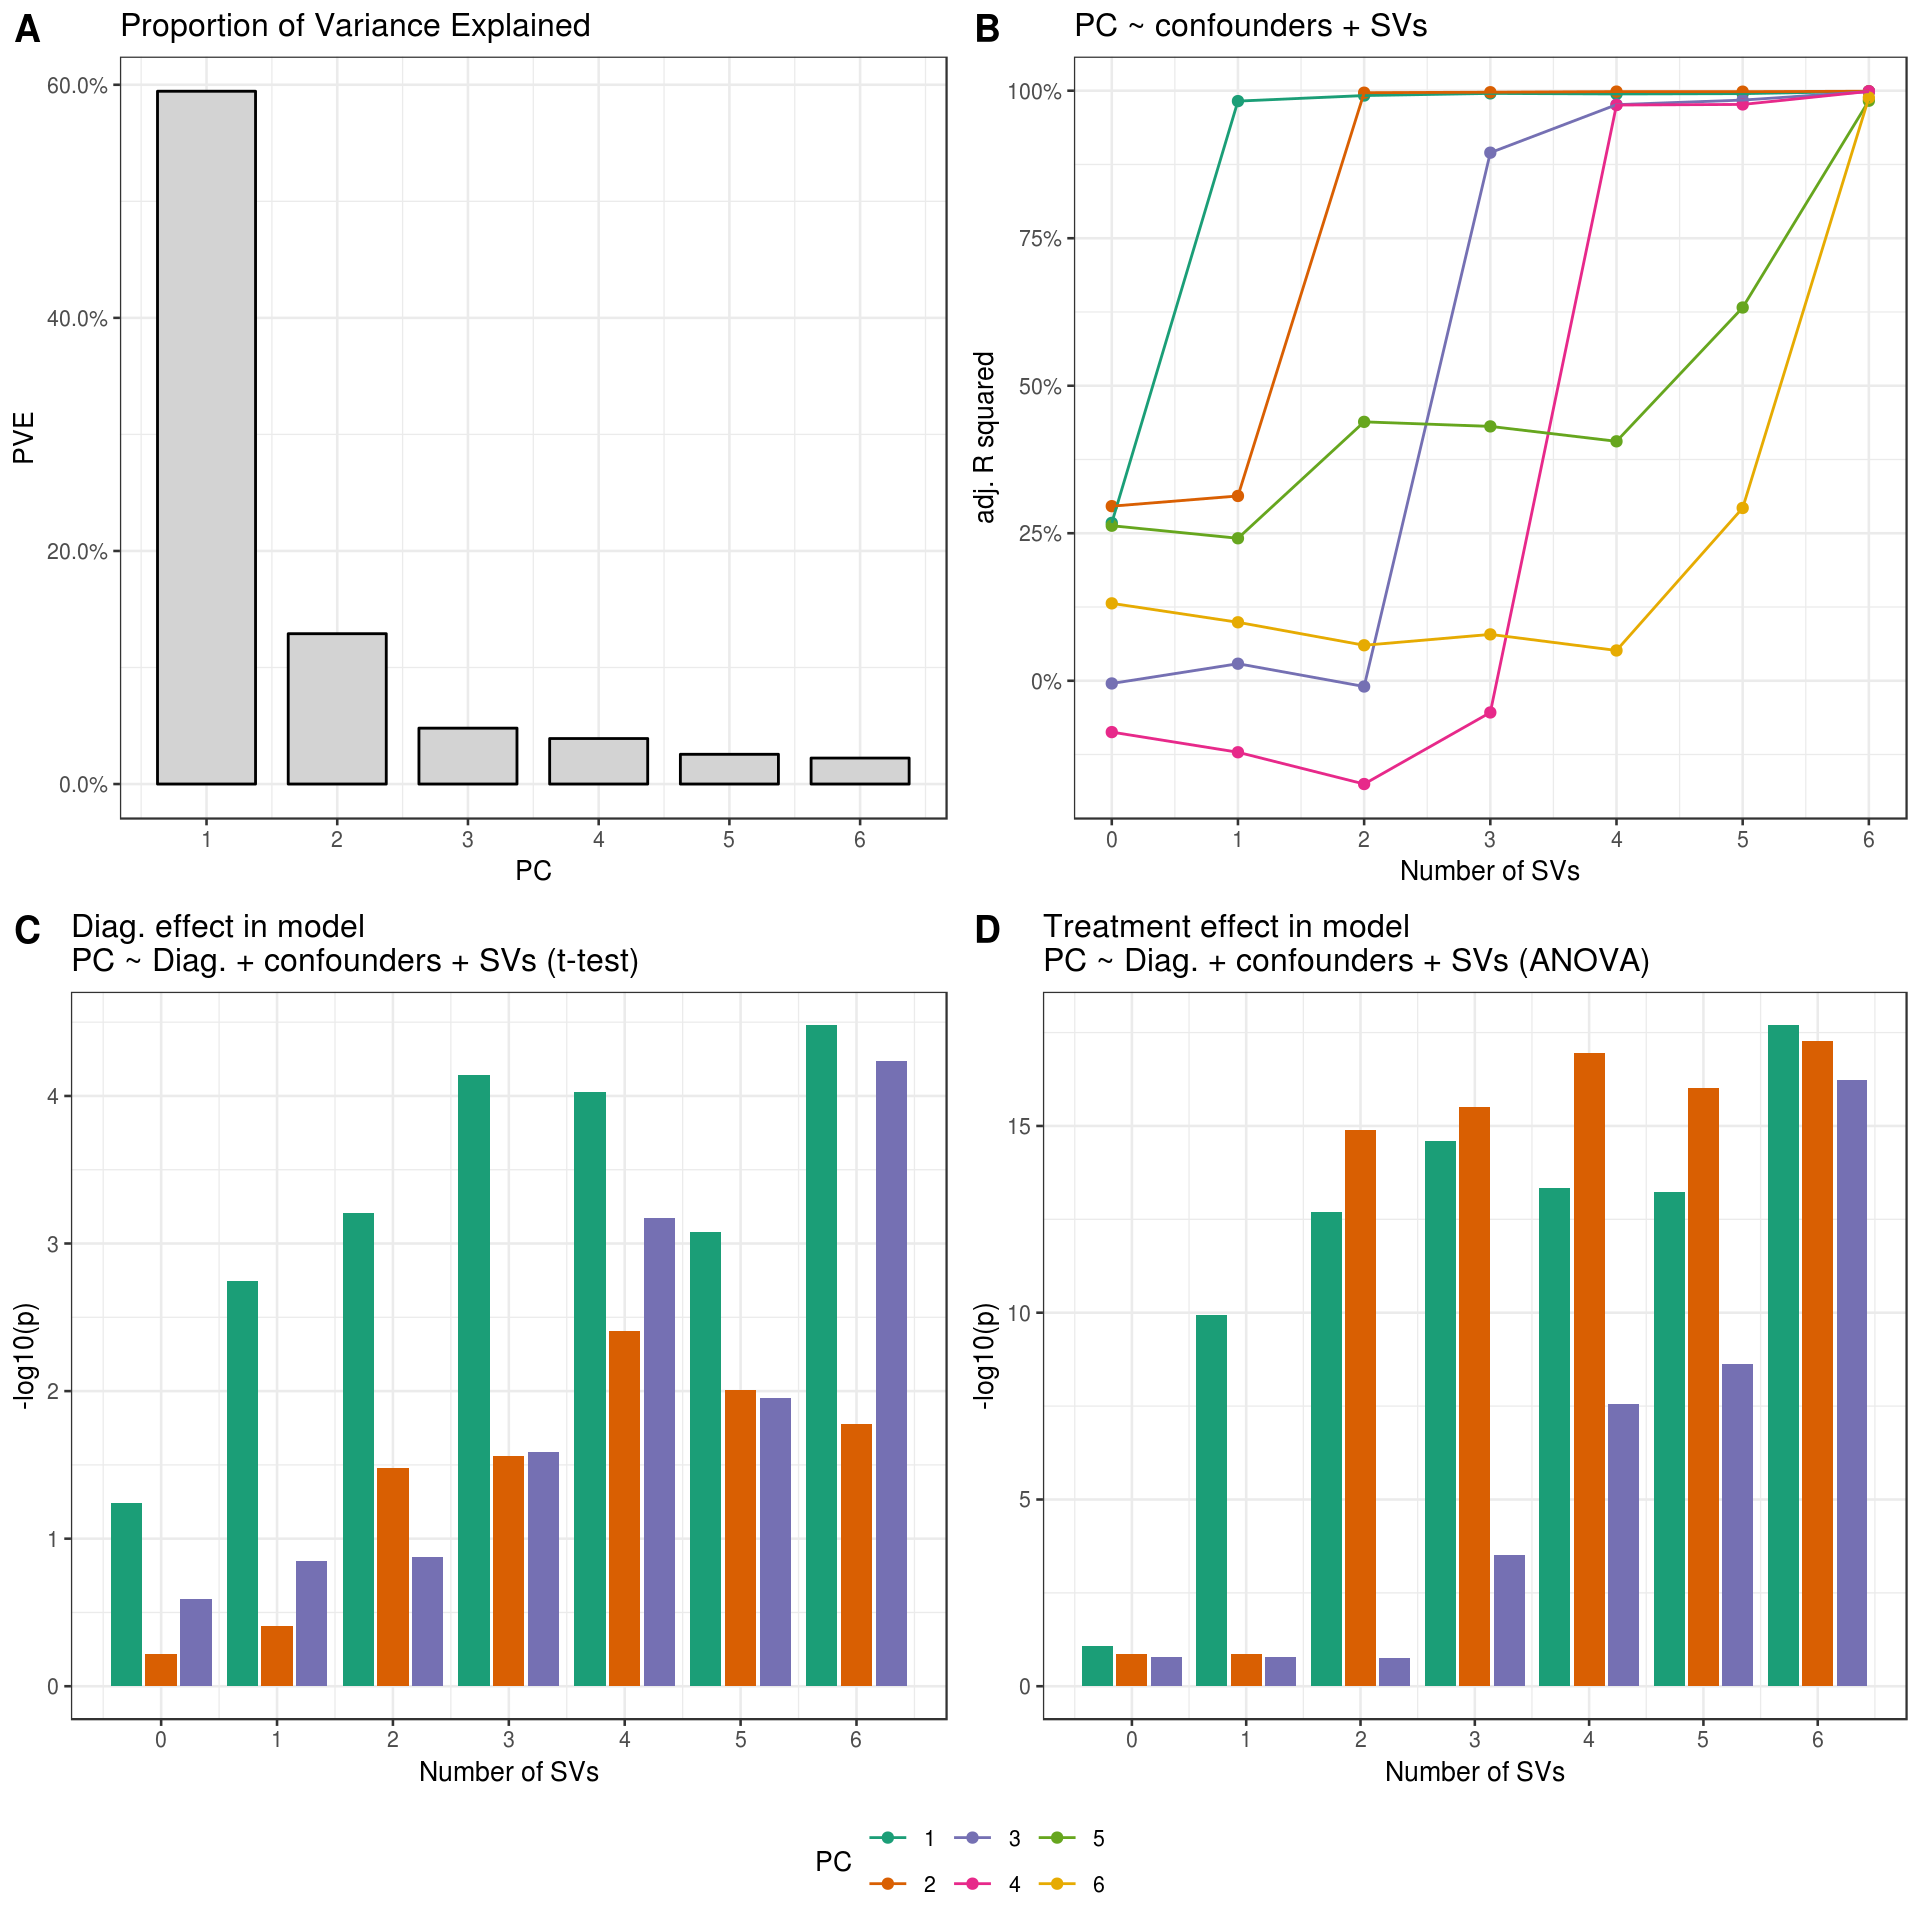 A
Proportion of Variance Explained
60.0%
40.0%
20.0%
0.0%
PVE
1 2 3 4 5 6
PC
B
PC ~ confounders + SVs
100%
75%
50%
25%
0%
adj. R squared
0 1 2 3 4 5 6
Number of SVs
C
Diag. effect in model
PC ~ Diag. + confounders + SVs (t-test)
4
3
2
1
0
-log10(p)
0 1 2 3 4 5 6
Number of SVs
D
Treatment effect in model
PC ~ Diag. + confounders + SVs (ANOVA)
15
10
5
0
-log10(p)
0 1 2 3 4 5 6
Number of SVs
PC
1 3 5
2 4 6